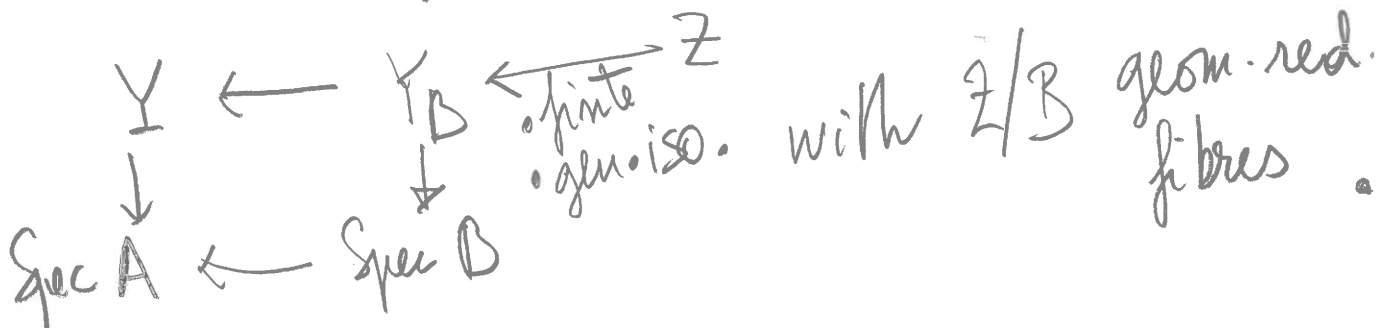 Y ← Y_B ← Z with Z/B geom. red. fibres.
. finite
. gen. iso.
↓ ↓
Spec A ← Spec B